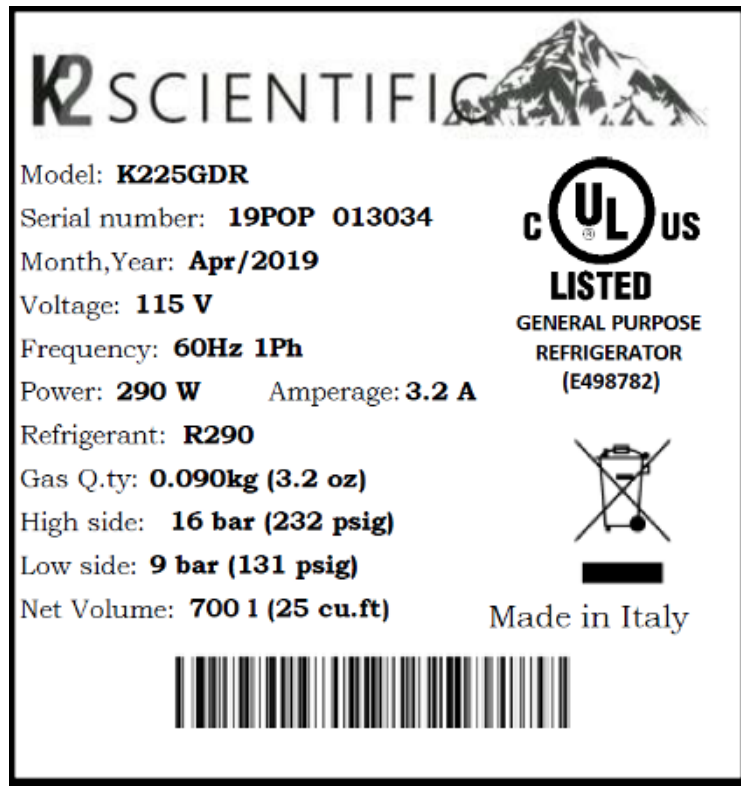 K2 SCIENTIFIC
Model: K225GDR
Serial number: 19POP 013034
Month,Year: Apr/2019
Voltage: 115 V
Frequency: 60Hz 1Ph
Power: 290 W Amperage: 3.2 A
Refrigerant: R290
Gas Q.ty: 0.090kg (3.2 oz)
High side: 16 bar (232 psig)
Low side: 9 bar (131 psig)
Net Volume: 700 l (25 cu.ft)
C UL ® US
LISTED
GENERAL PURPOSE
REFRIGERATOR
(E498782)
Made in Italy